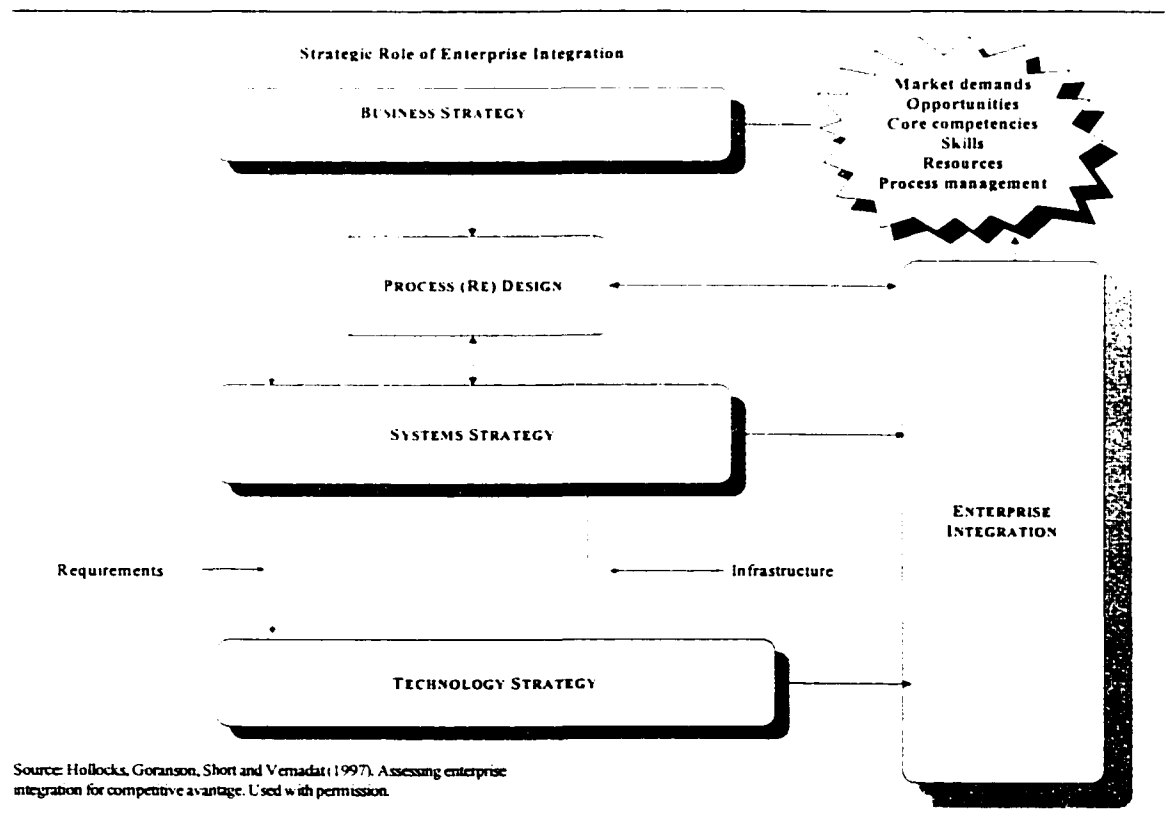 Strategic Role of Enterprise Integration
BUSINESS STRATEGY
Market demands
Opportunities
Core competencies
Skills
Resources
Process management
PROCESS (RE) DESIGN
SYSTEMS STRATEGY
ENTERPRISE
INTEGRATION
Requirements
Infrastructure
TECHNOLOGY STRATEGY
Source: Hollocks, Goranson, Short and Vernadat (1997). Assessing enterprise
integration for competitive avantage. Used with permission.